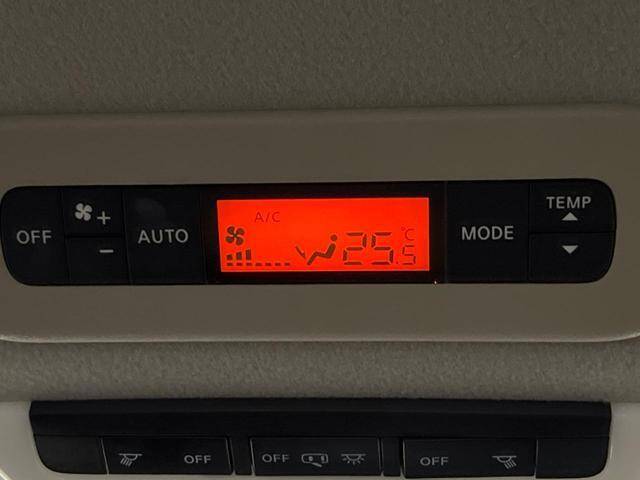 OFF + - AUTO A/C 25.5 °C MODE TEMP
OFF OFF OFF